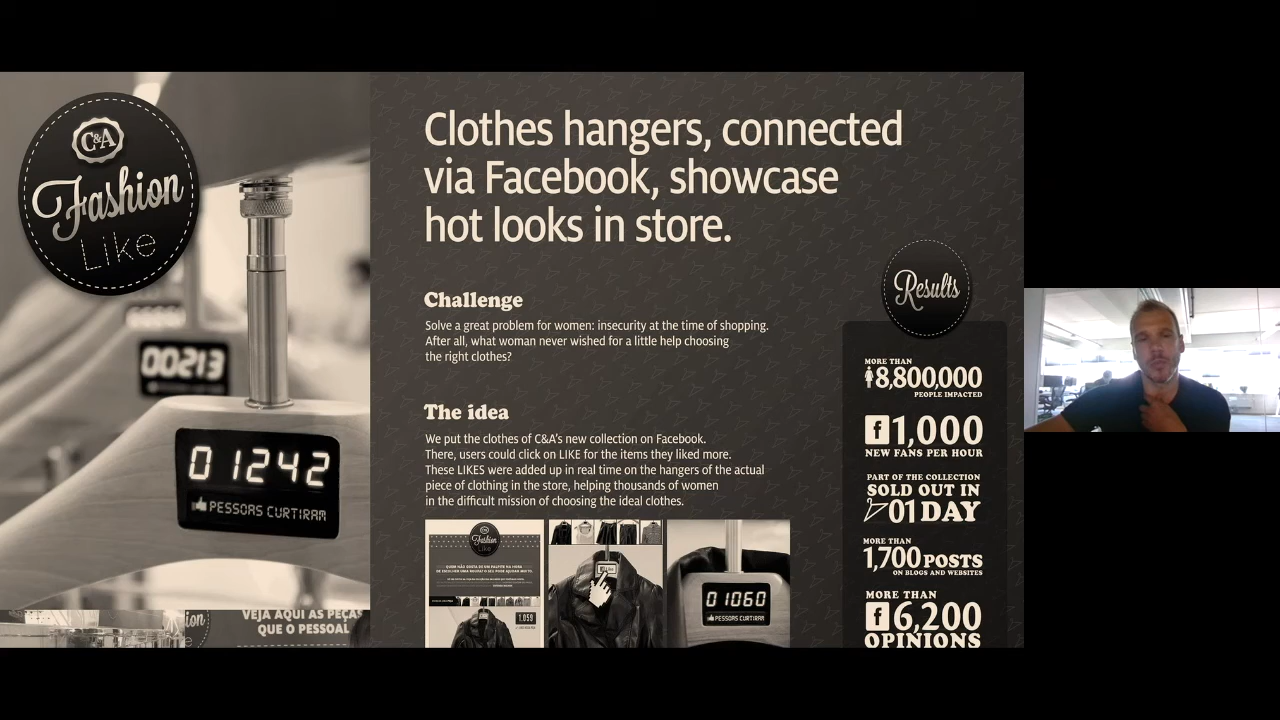 C&A
Fashion
Like
00213
01242
PESSOAS CURTIRAM
VEJA AQUI AS PEÇAS
QUE O PESSOAL
Clothes hangers, connected
via Facebook, showcase
hot looks in store.
Challenge
Solve a great problem for women: insecurity at the time of shopping.
After all, what woman never wished for a little help choosing
the right clothes?
The idea
We put the clothes of C&A's new collection on Facebook.
There, users could click on LIKE for the items they liked more.
These LIKES were added up in real time on the hangers of the actual
piece of clothing in the store, helping thousands of women
in the difficult mission of choosing the ideal clothes.
Fashion
Like
1.050
01060
PESSOAS CURTIRAM
Results
MORE THAN
8,800,000
PEOPLE IMPACTED
f 1,000
NEW FANS PER HOUR
PART OF THE COLLECTION
SOLD OUT IN
01 DAY
MORE THAN
1,700 POSTS
ON BLOGS AND WEBSITES
MORE THAN
f 6,200
OPINIONS